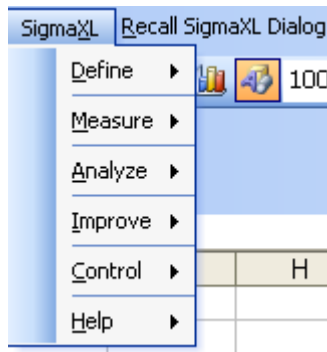 SigmaXL Recall SigmaXL Dialog
Define
100
Measure
Analyze
Improve
Control
H
Help